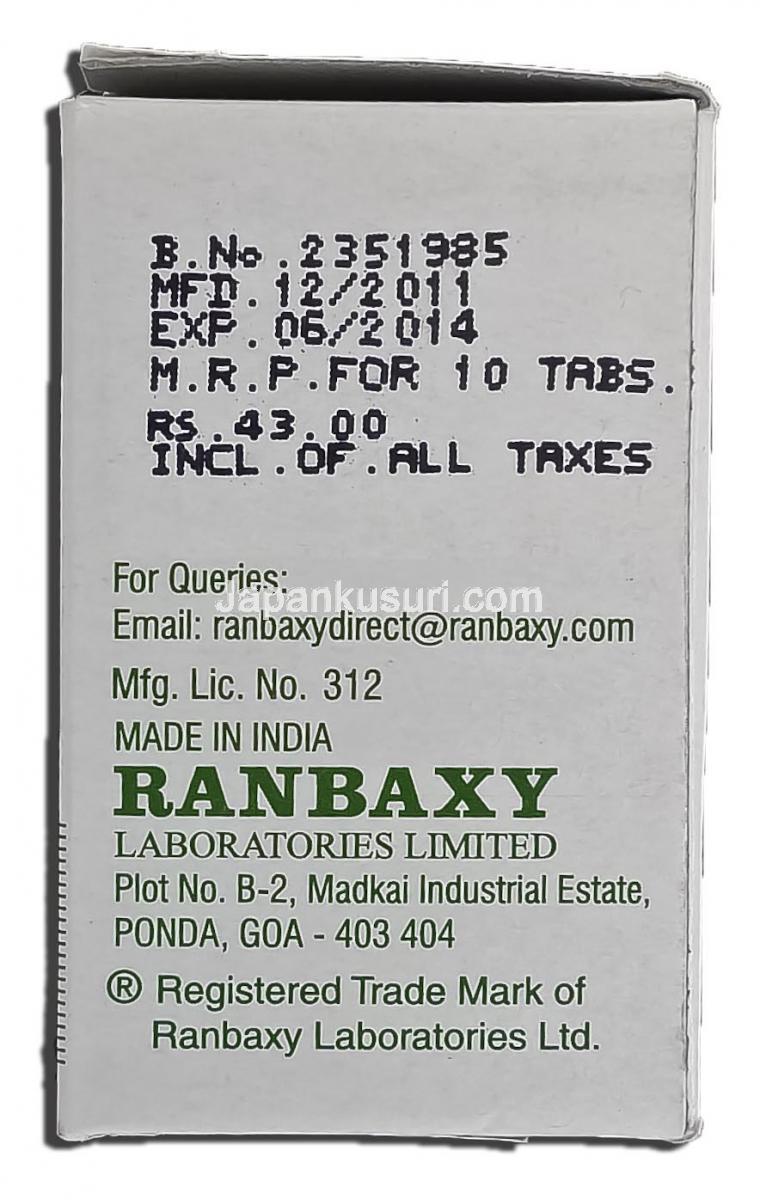 B.No.2351985
MFD.12/2011
EXP.06/2014
M.R.P.FOR 10 TABS.
RS.43.00
INCL.OF.ALL TAXES
For Queries:
Japankusuri.com
Email: ranbaxydirect@ranbaxy.com
Mfg. Lic. No. 312
MADE IN INDIA
RANBAXY
LABORATORIES LIMITED
Plot No. B-2, Madkai Industrial Estate,
PONDA, GOA - 403 404
® Registered Trade Mark of
Ranbaxy Laboratories Ltd.